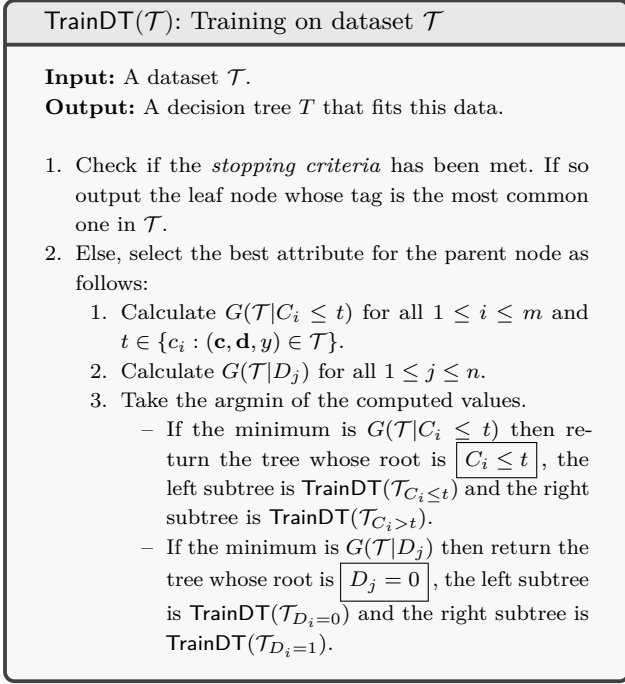 TrainDT(𝒯): Training on dataset 𝒯
Input: A dataset 𝒯.
Output: A decision tree T that fits this data.
1. Check if the stopping criteria has been met. If so
output the leaf node whose tag is the most common
one in 𝒯.
2. Else, select the best attribute for the parent node as
follows:
1. Calculate G(𝒯|C_i ≤ t) for all 1 ≤ i ≤ m and
t ∈ {c_i : (c, d, y) ∈ 𝒯}.
2. Calculate G(𝒯|D_j) for all 1 ≤ j ≤ n.
3. Take the argmin of the computed values.
– If the minimum is G(𝒯|C_i ≤ t) then re-
turn the tree whose root is C_i ≤ t, the
left subtree is TrainDT(𝒯_{C_i≤t}) and the right
subtree is TrainDT(𝒯_{C_i>t}).
– If the minimum is G(𝒯|D_j) then return the
tree whose root is D_j = 0, the left subtree
is TrainDT(𝒯_{D_i=0}) and the right subtree is
TrainDT(𝒯_{D_i=1}).